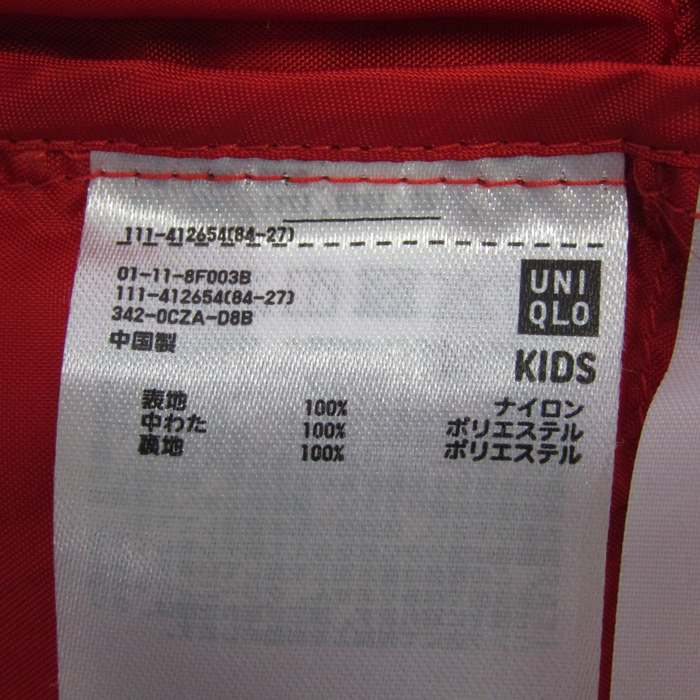 111-412654(84-27)
01-11-8F003B
111-412654(84-27)
342-0CZA-D8B
中国製
UNI
QLO
KIDS
表地 100% ナイロン
中わた 100% ポリエステル
裏地 100% ポリエステル